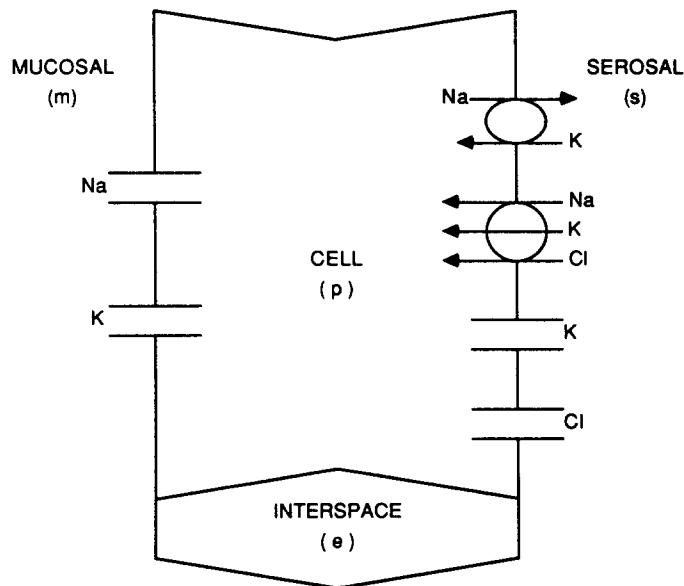 MUCOSAL
(m)
SEROSAL
(s)
Na
K
Na
K
Cl
Na
K
CELL
(p)
K
Cl
INTERSPACE
(e)